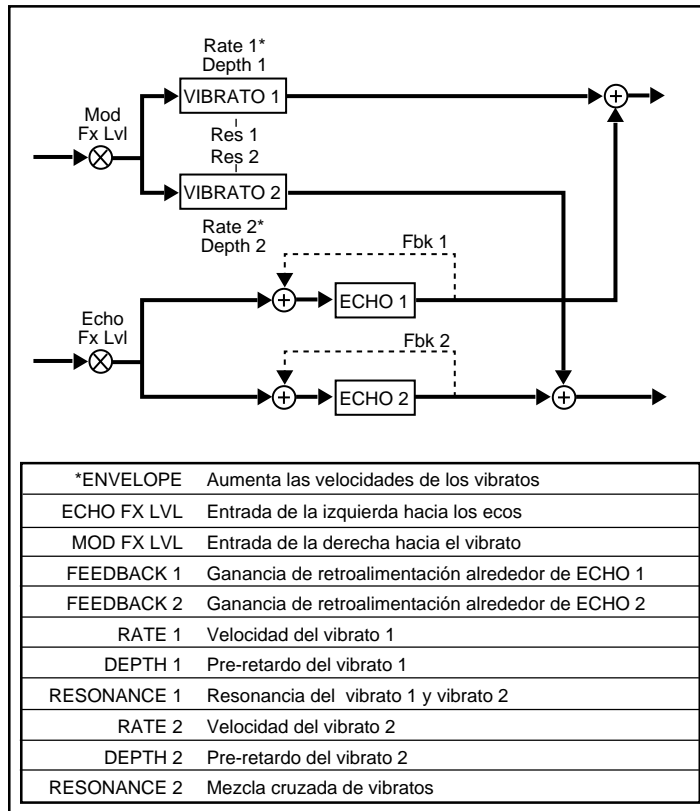 Rate 1*
Depth 1
VIBRATO 1
Mod
Fx Lvl
Res 1
Res 2
VIBRATO 2
Rate 2*
Depth 2
Fbk 1
ECHO 1
Echo
Fx Lvl
Fbk 2
ECHO 2
*ENVELOPE Aumenta las velocidades de los vibratos
ECHO FX LVL Entrada de la izquierda hacia los ecos
MOD FX LVL Entrada de la derecha hacia el vibrato
FEEDBACK 1 Ganancia de retroalimentación alrededor de ECHO 1
FEEDBACK 2 Ganancia de retroalimentación alrededor de ECHO 2
RATE 1 Velocidad del vibrato 1
DEPTH 1 Pre-retardo del vibrato 1
RESONANCE 1 Resonancia del vibrato 1 y vibrato 2
RATE 2 Velocidad del vibrato 2
DEPTH 2 Pre-retardo del vibrato 2
RESONANCE 2 Mezcla cruzada de vibratos